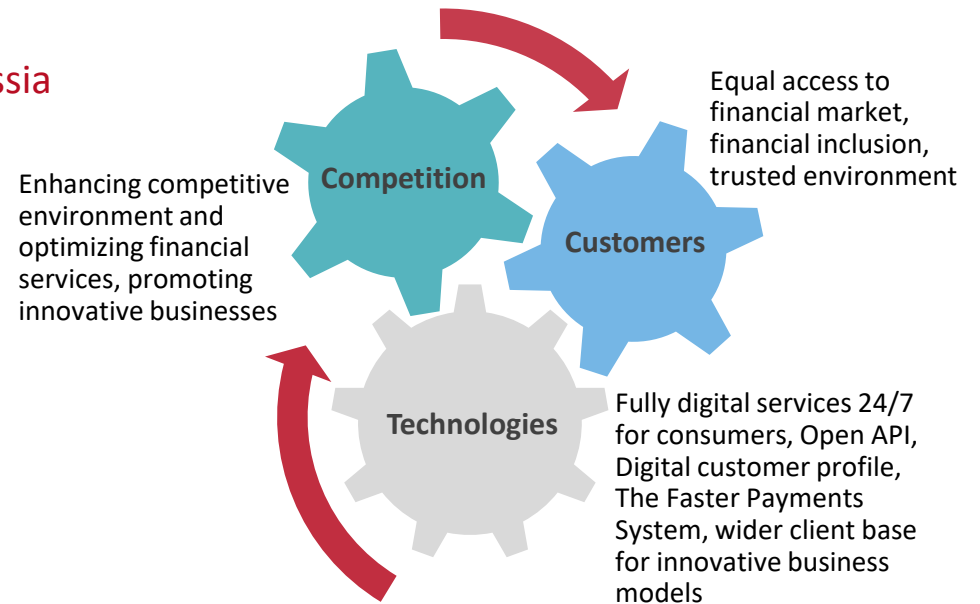 Equal access to
financial market,
financial inclusion,
trusted environment
Competition
Enhancing competitive
environment and
optimizing financial
services, promoting
innovative businesses
Customers
Technologies
Fully digital services 24/7
for consumers, Open API,
Digital customer profile,
The Faster Payments
System, wider client base
for innovative business
models